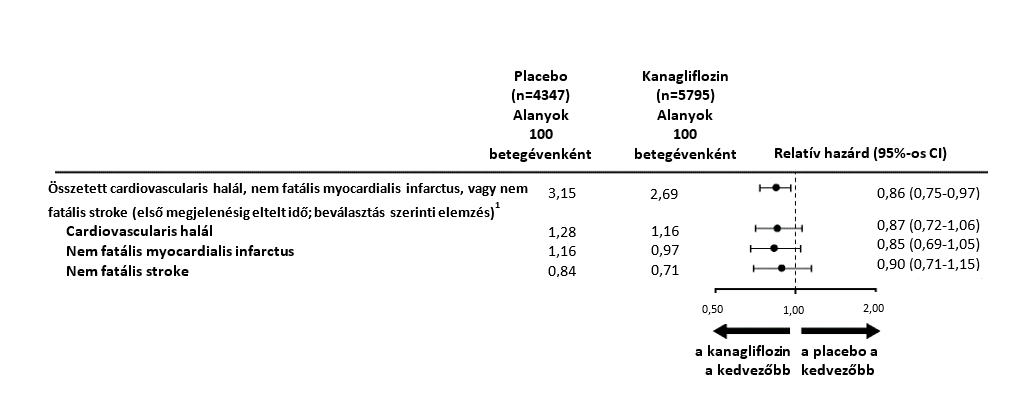 Placebo Kanagliflozin
(n=4347) (n=5795)
Alanyok Alanyok
100 100
betegévenként betegévenként Relatív hazárd (95%-os CI)
Összetett cardiovascularis halál, nem fatális myocardialis infarctus, vagy nem 3,15 2,69 0,86 (0,75-0,97)
fatális stroke (első megjelenésig eltelt idő; beválasztás szerinti elemzés)1
Cardiovascularis halál 1,28 1,16 0,87 (0,72-1,06)
Nem fatális myocardialis infarctus 1,16 0,97 0,85 (0,69-1,05)
Nem fatális stroke 0,84 0,71 0,90 (0,71-1,15)
0,50 1,00 2,00
a kanagliflozin a placebo a
a kedvezőbb kedvezőbb